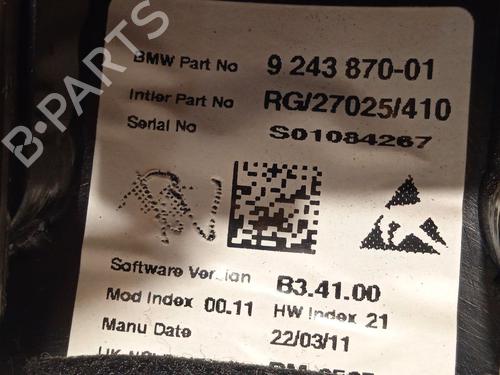 BMW Part No 9 243 870-01
Intier Part No RG/27025/410
Serial No S01084267
B-PARTS
Software Version B3.41.00
Mod Index 00.11 HW Index 21
Manu Date 22/03/11